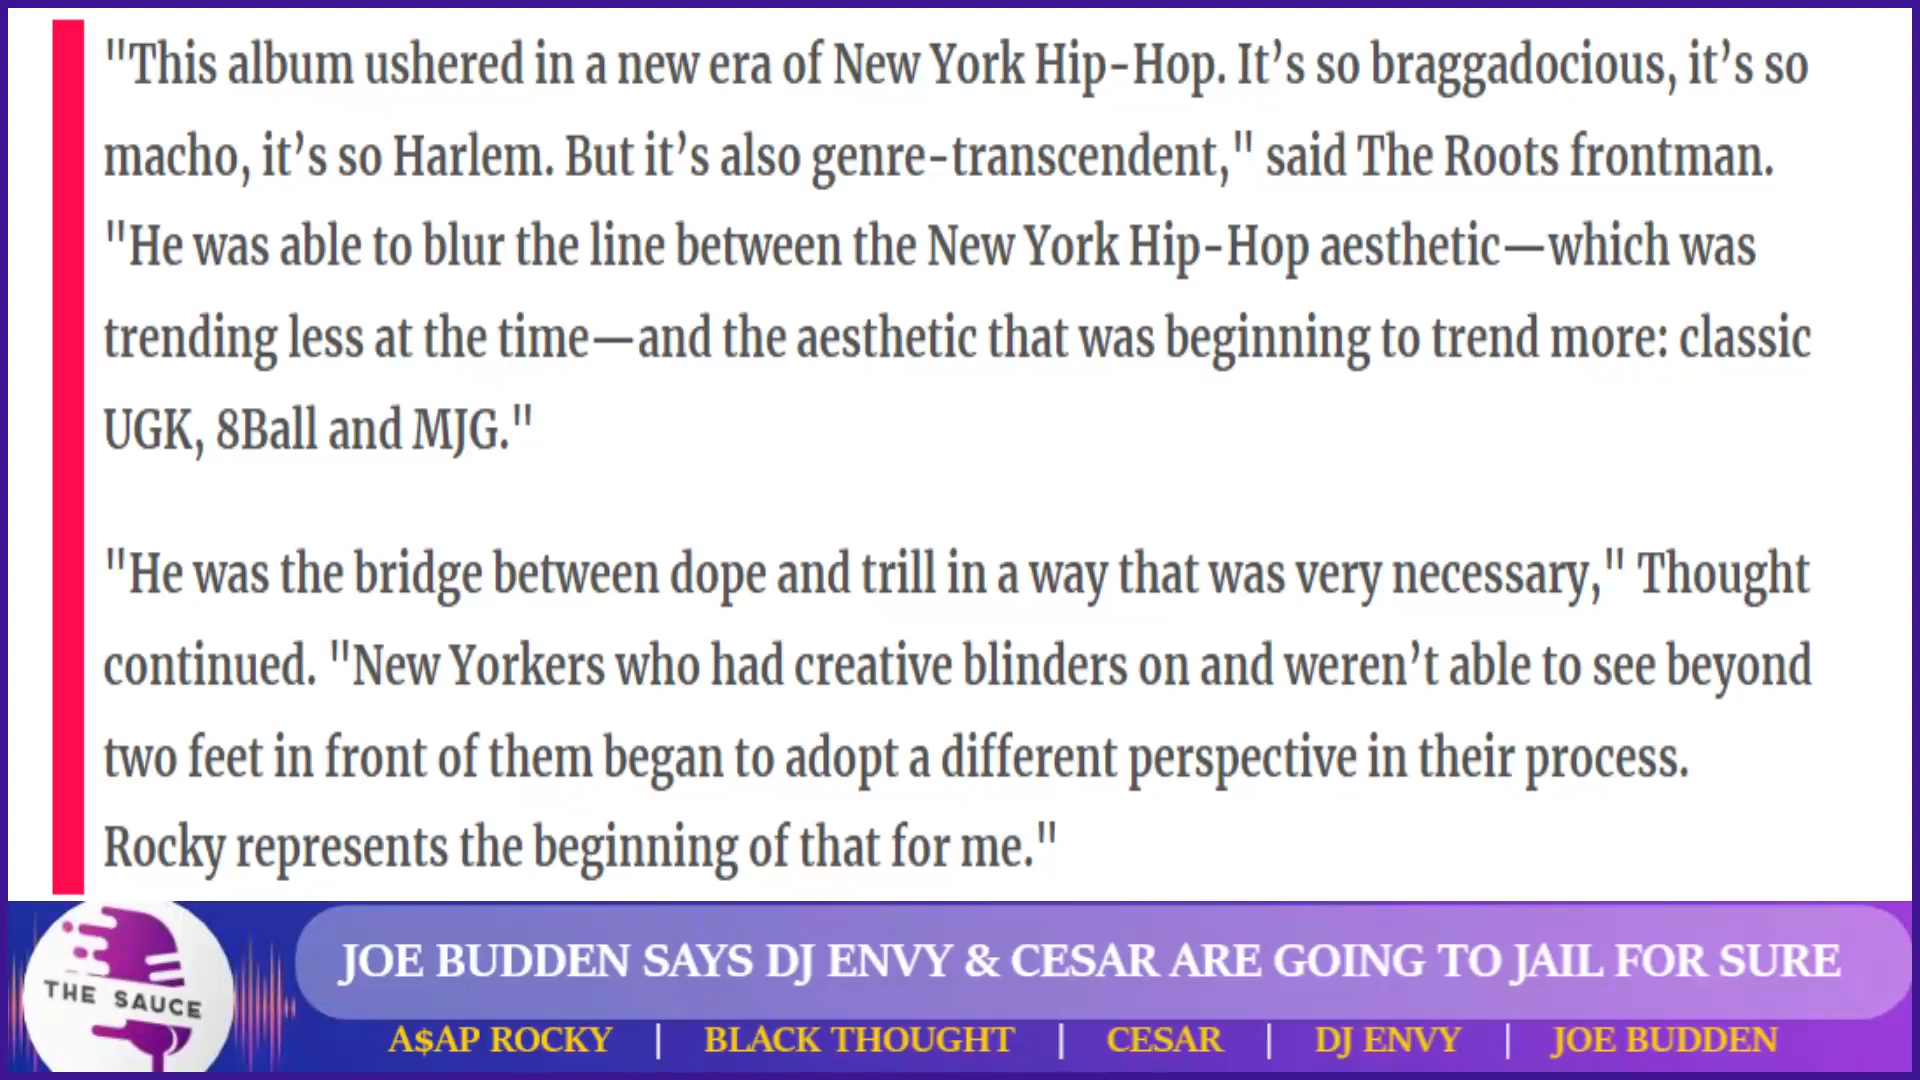 "This album ushered in a new era of New York Hip-Hop. It’s so braggadocious, it’s so
macho, it’s so Harlem. But it’s also genre-transcendent," said The Roots frontman.
"He was able to blur the line between the New York Hip-Hop aesthetic—which was
trending less at the time—and the aesthetic that was beginning to trend more: classic
UGK, 8Ball and MJG."
"He was the bridge between dope and trill in a way that was very necessary," Thought
continued. "New Yorkers who had creative blinders on and weren’t able to see beyond
two feet in front of them began to adopt a different perspective in their process.
Rocky represents the beginning of that for me."
THE SAUCE
JOE BUDDEN SAYS DJ ENVY & CESAR ARE GOING TO JAIL FOR SURE
A$AP ROCKY | BLACK THOUGHT | CESAR | DJ ENVY | JOE BUDDEN